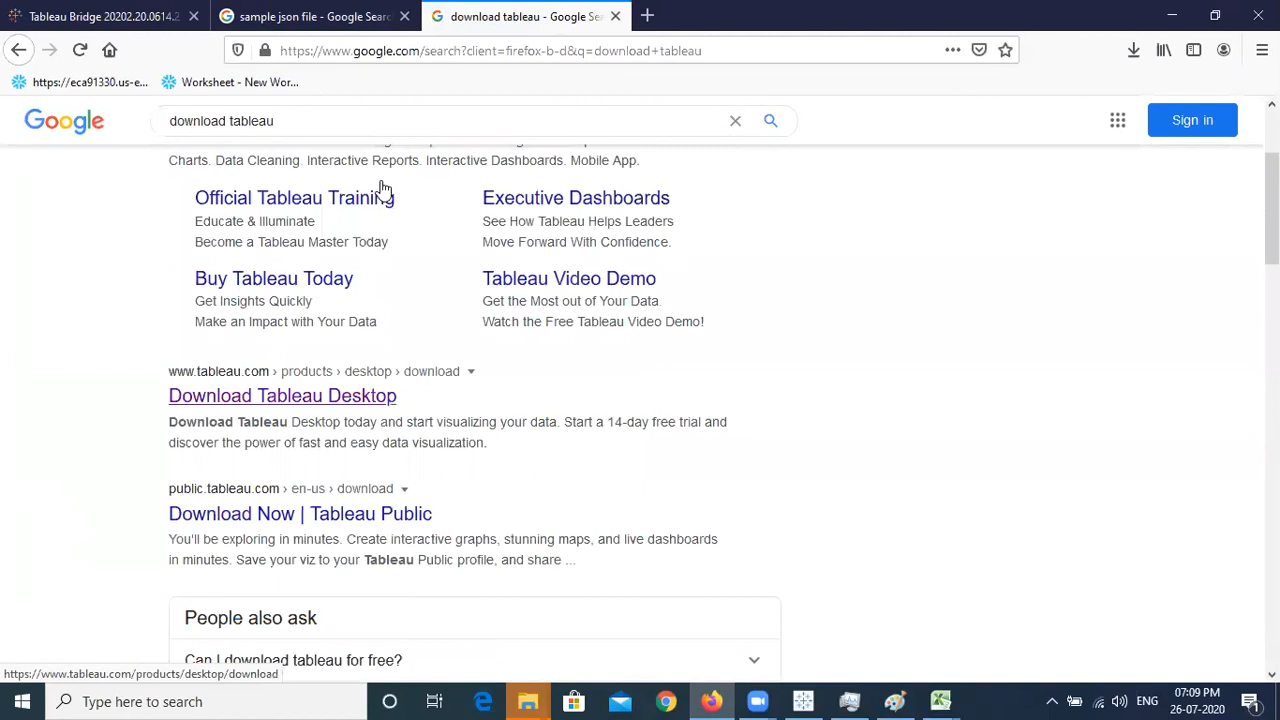 Tableau Bridge 20202.20.0614.2
sample json file - Google Searc
download tableau - Google Sea
https://www.google.com/search?client=firefox-b-d&q=download+tableau
https://eca91330.us-e...
Worksheet - New Wor...
Google
download tableau
Sign in
Charts. Data Cleaning. Interactive Reports. Interactive Dashboards. Mobile App.
Official Tableau Training
Educate & Illuminate
Become a Tableau Master Today
Executive Dashboards
See How Tableau Helps Leaders
Move Forward With Confidence.
Buy Tableau Today
Get Insights Quickly
Make an Impact with Your Data
Tableau Video Demo
Get the Most out of Your Data.
Watch the Free Tableau Video Demo!
www.tableau.com › products › desktop › download
Download Tableau Desktop
Download Tableau Desktop today and start visualizing your data. Start a 14-day free trial and
discover the power of fast and easy data visualization.
public.tableau.com › en-us › download
Download Now | Tableau Public
You'll be exploring in minutes. Create interactive graphs, stunning maps, and live dashboards
in minutes. Save your viz to your Tableau Public profile, and share ...
People also ask
Can I download tableau for free?
https://www.tableau.com/products/desktop/download
Type here to search
07:09 PM
ENG
26-07-2020
1